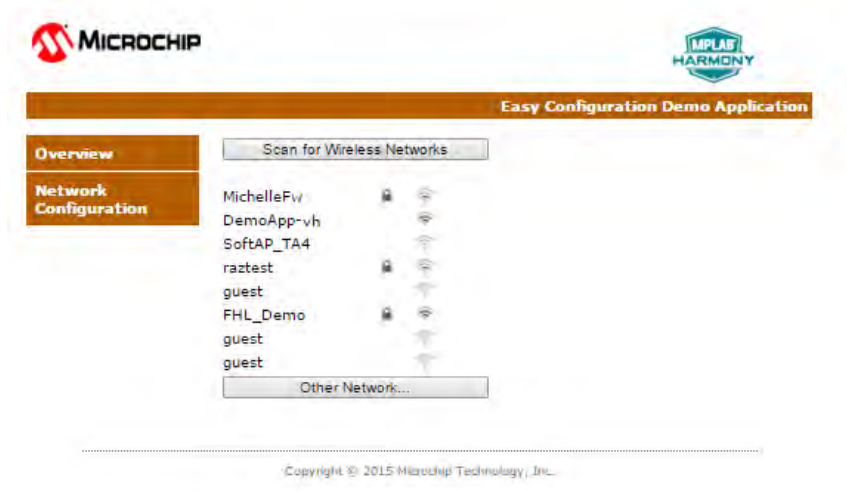 MICROCHIP
MPLAB
HARMONY
Easy Configuration Demo Application
Overview
Network
Configuration
Scan for Wireless Networks
MichelleFw
DemoApp-vh
SoftAP_TA4
raztest
guest
FHL_Demo
guest
guest
Other Network...
Copyright © 2015 Microchip Technology, Inc.